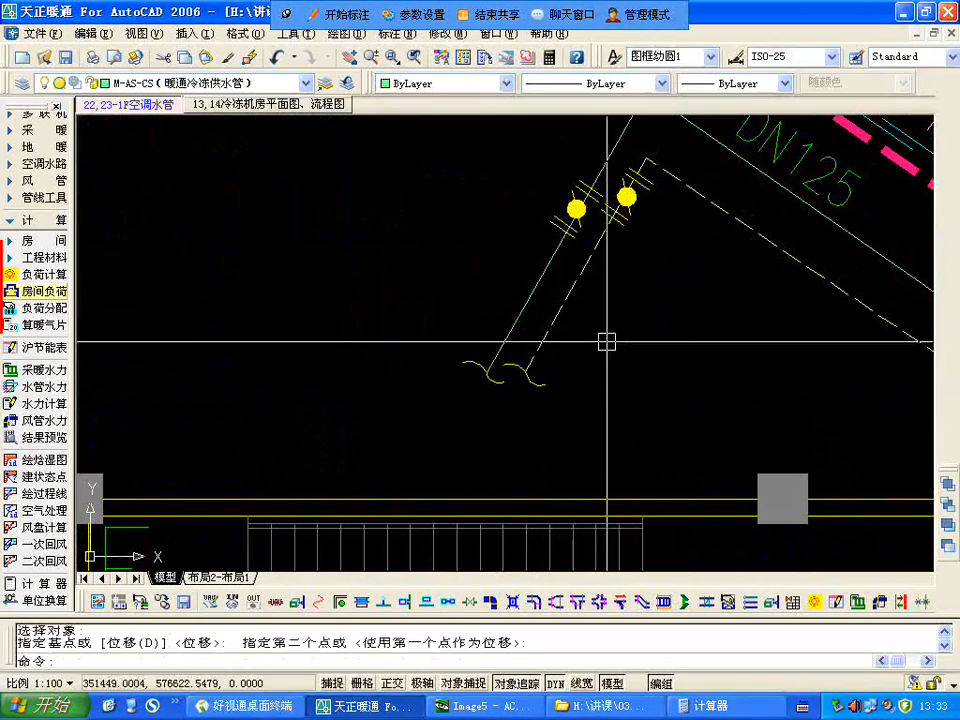 天正暖通 For AutoCAD 2006 - [H:\讲课
开始标注 参数设置 结束共享 聊天窗口 管理模式
文件(F) 编辑(E) 视图(V) 插入(I) 格式(O) 工具(T) 绘图(D) 标注(N) 修改(M) 窗口(W) 帮助(H)
图框幼圆1 ISO-25 Standard
M-AS-CS(暖通冷冻供水管) ByLayer ByLayer ByLayer 随颜色
22,23-1F空调水管 13,14冷冻机房平面图、流程图
多联机
采 暖
地 暖
空调水路
风 管
管线工具
计 算
房 间
工程材料
负荷计算
房间负荷
负荷分配
算暖气片
沪节能表
采暖水力
水管水力
水力计算
风管水力
结果预览
绘焓湿图
建状态点
绘过程线
空气处理
风盘计算
一次回风
二次回风
计 算 器
单位换算
DN125
Y
X
模型 布局2-布局1
选择对象:
指定基点或 [位移(D)] <位移>: 指定第二个点或 <使用第一个点作为位移>:
命令:
比例 1:100 351449.0004, 576622.5479, 0.0000 捕捉 栅格 正交 极轴 对象捕捉 对象追踪 DYN 线宽 模型 编组
开始 好视通桌面终端 天正暖通 Fo... Image5 - AC... H:\讲课\03... 计算器 13:33